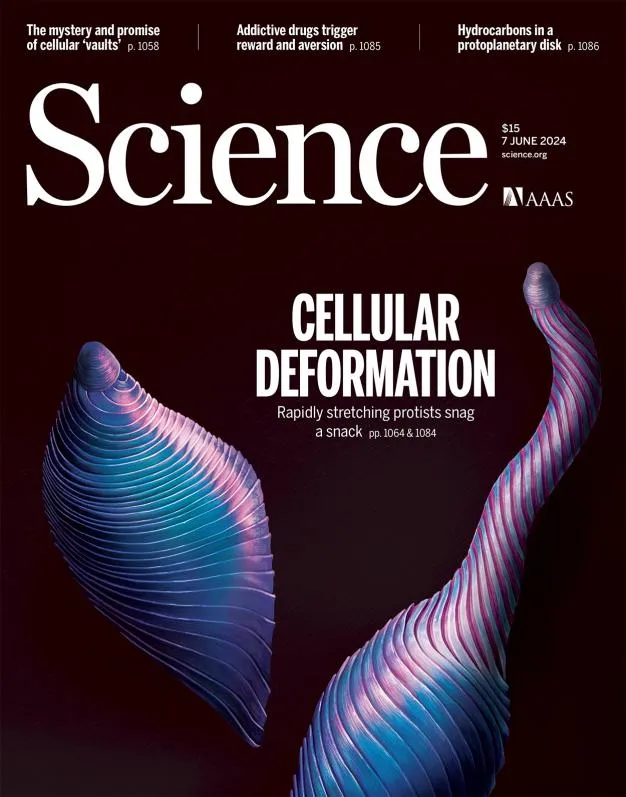 The mystery and promise
of cellular ‘vaults’ p. 1058
Addictive drugs trigger
reward and aversion p. 1085
Hydrocarbons in a
protoplanetary disk p. 1086
Science
$15
7 JUNE 2024
science.org
AAAS
CELLULAR
DEFORMATION
Rapidly stretching protists snag
a snack pp. 1064 & 1084